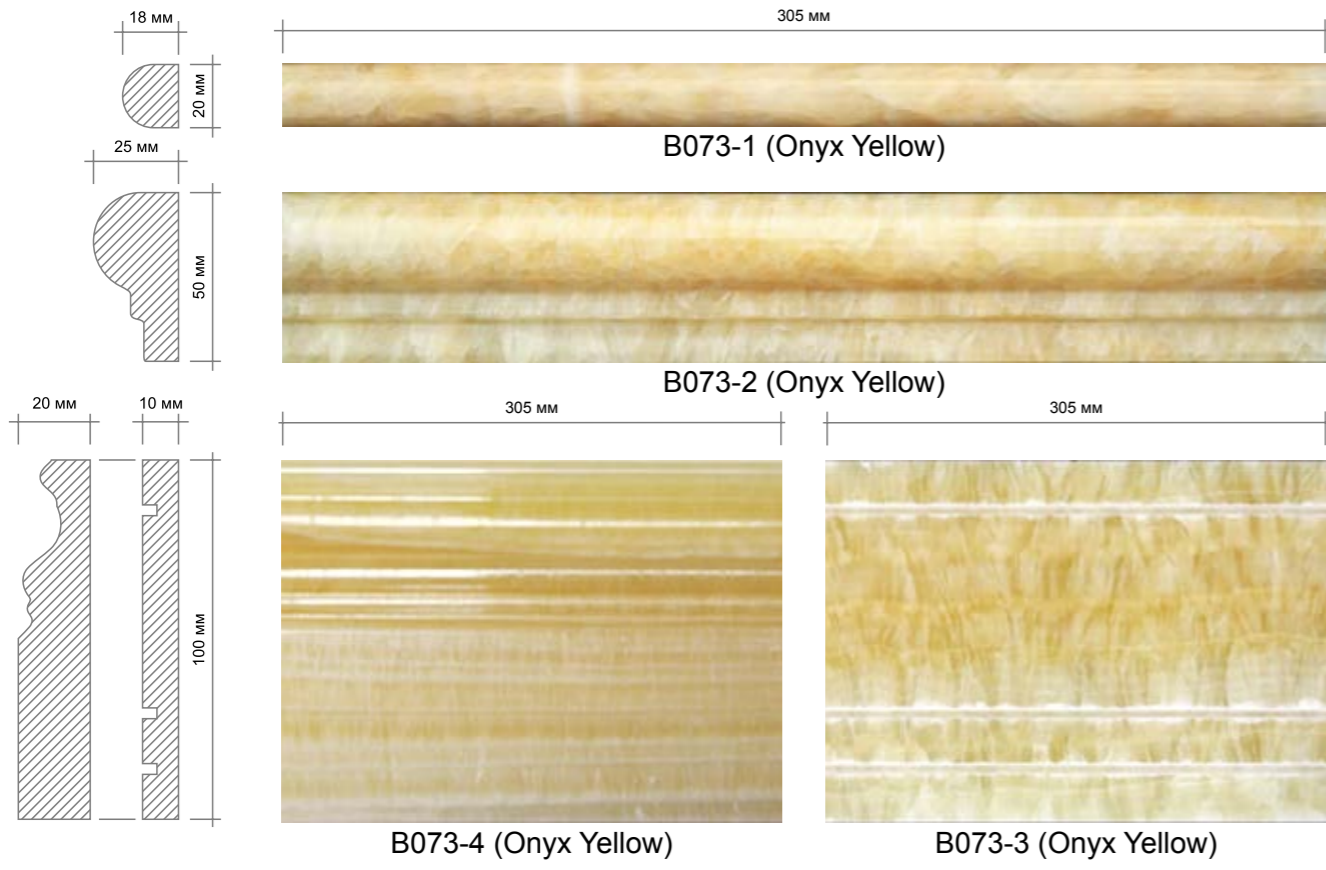 18 мм
305 мм
20 мм
B073-1 (Onyx Yellow)
25 мм
50 мм
B073-2 (Onyx Yellow)
20 мм
10 мм
305 мм
305 мм
100 мм
B073-4 (Onyx Yellow)
B073-3 (Onyx Yellow)